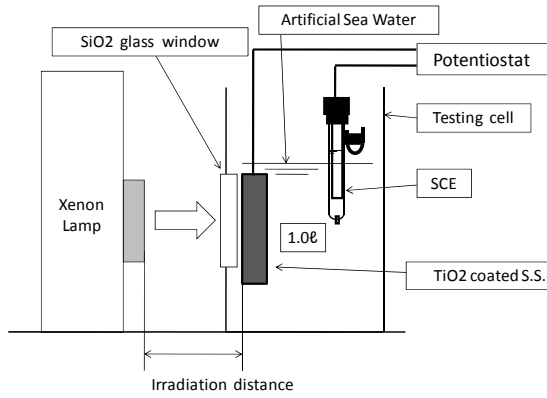 Artificial Sea Water
SiO2 glass window
Potentiostat
Testing cell
SCE
Xenon
Lamp
1.0ℓ
TiO2 coated S.S.
Irradiation distance